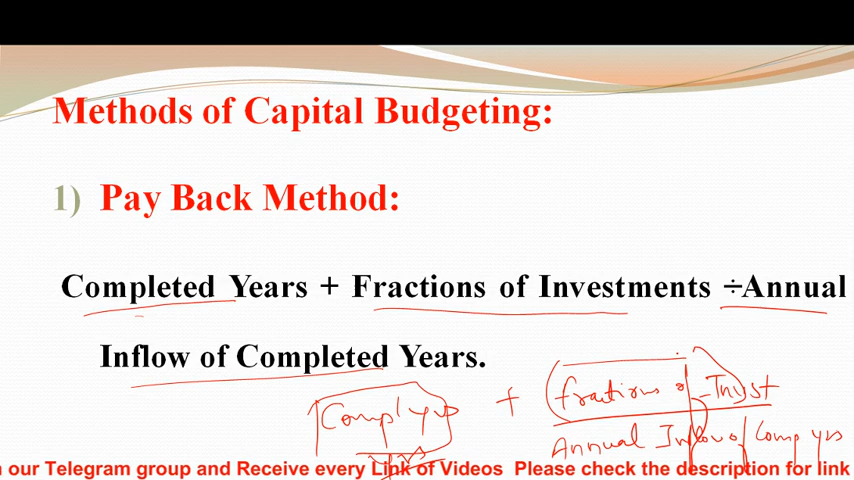 Methods of Capital Budgeting:
1) Pay Back Method:
Completed Years + Fractions of Investments ÷Annual
Inflow of Completed Years.
Compl yrs + fractions of Invst
Annual Inflow of Comp yrs
n our Telegram group and Receive every Link of Videos Please check the description for link